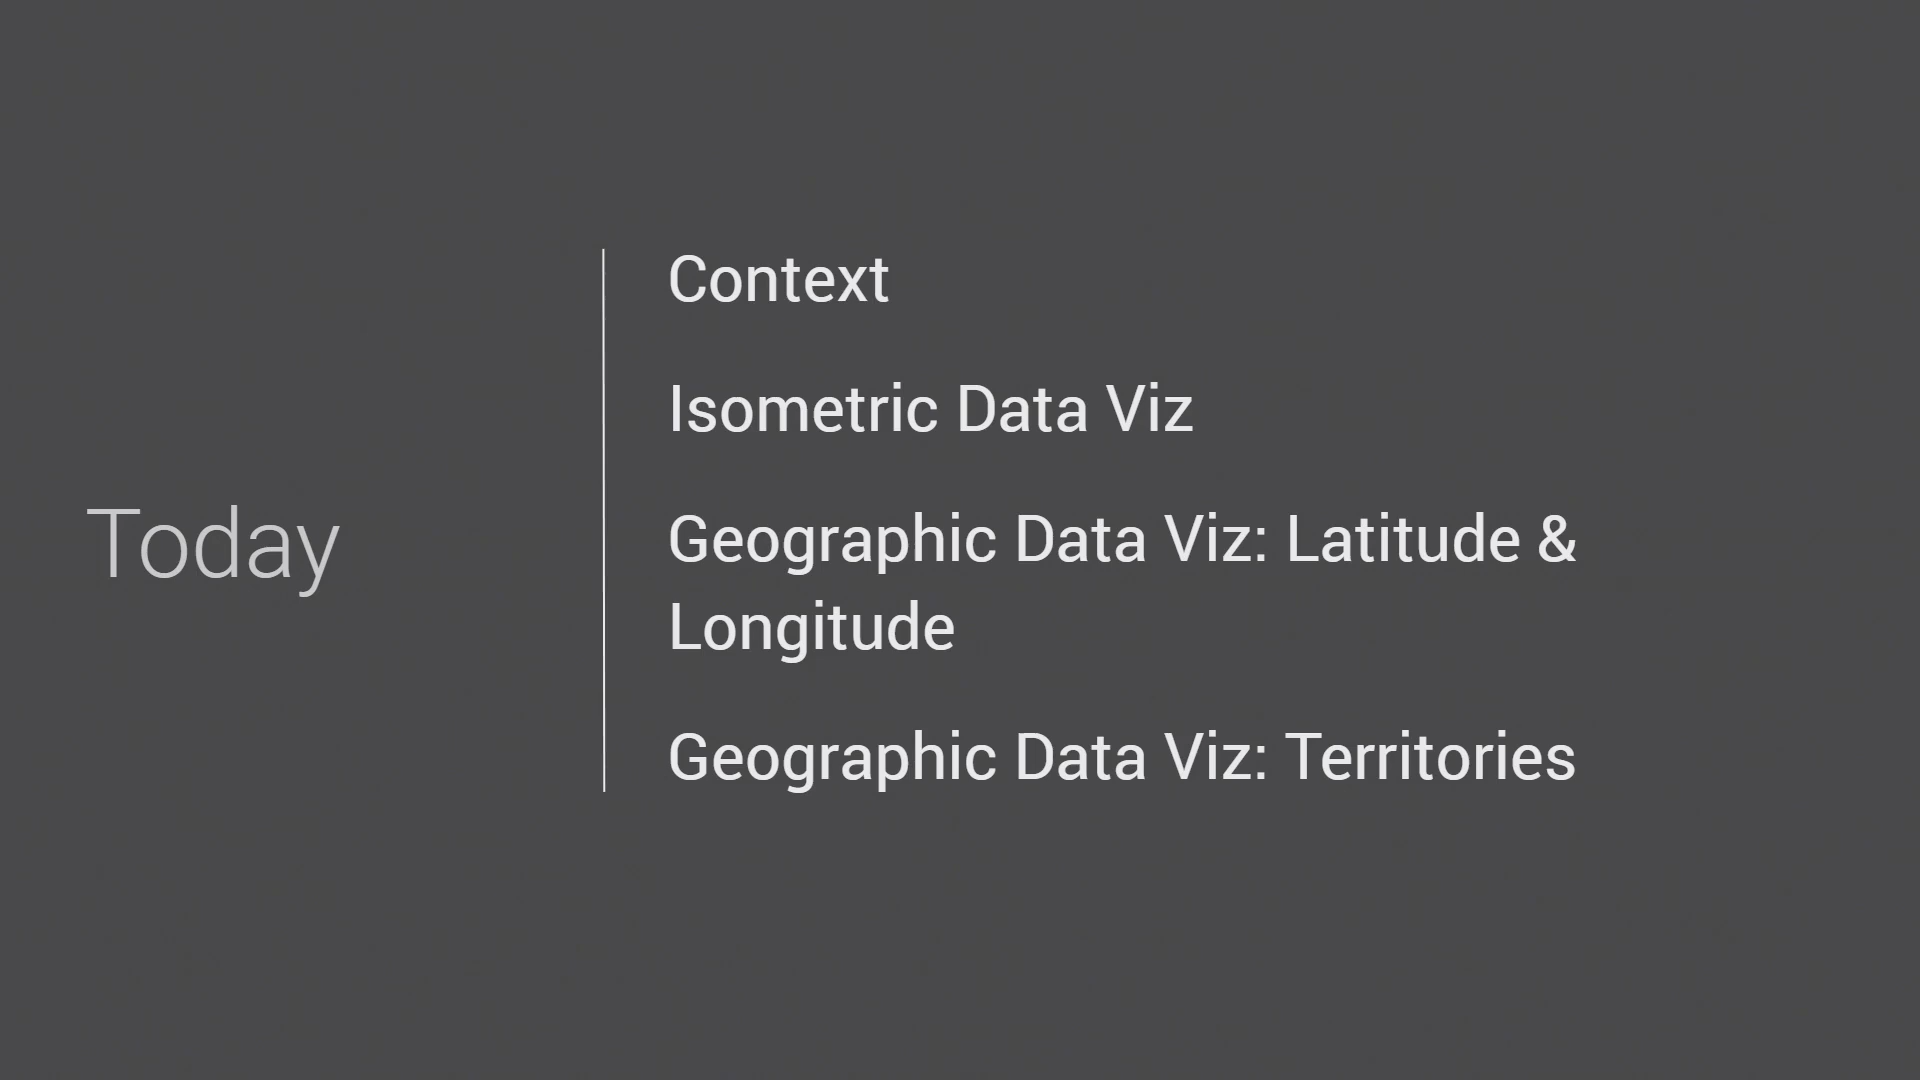 Today
Context
Isometric Data Viz
Geographic Data Viz: Latitude &
Longitude
Geographic Data Viz: Territories